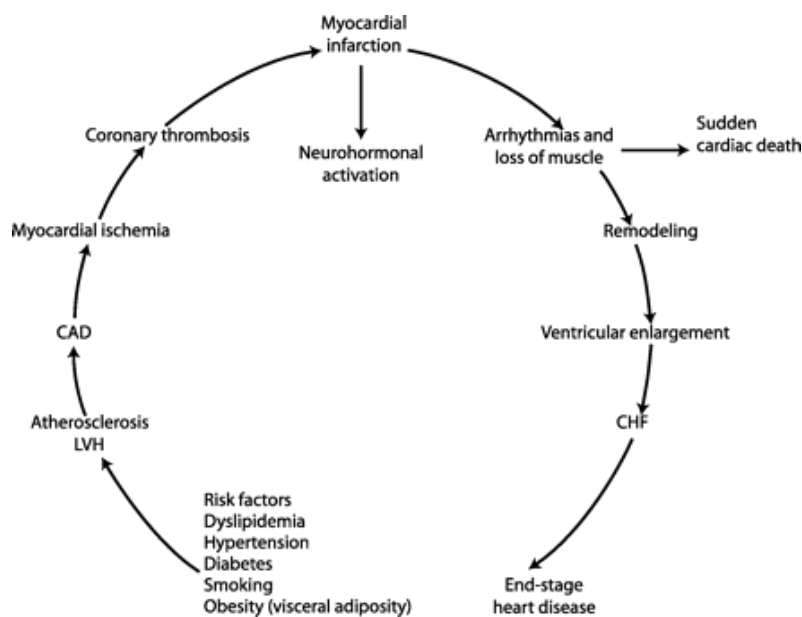 Myocardial
infarction
Coronary thrombosis
Neurohormonal
activation
Arrhythmias and
loss of muscle
Sudden
cardiac death
Myocardial ischemia
Remodeling
CAD
Ventricular enlargement
Atherosclerosis
LVH
CHF
Risk factors
Dyslipidemia
Hypertension
Diabetes
Smoking
Obesity (visceral adiposity)
End-stage
heart disease